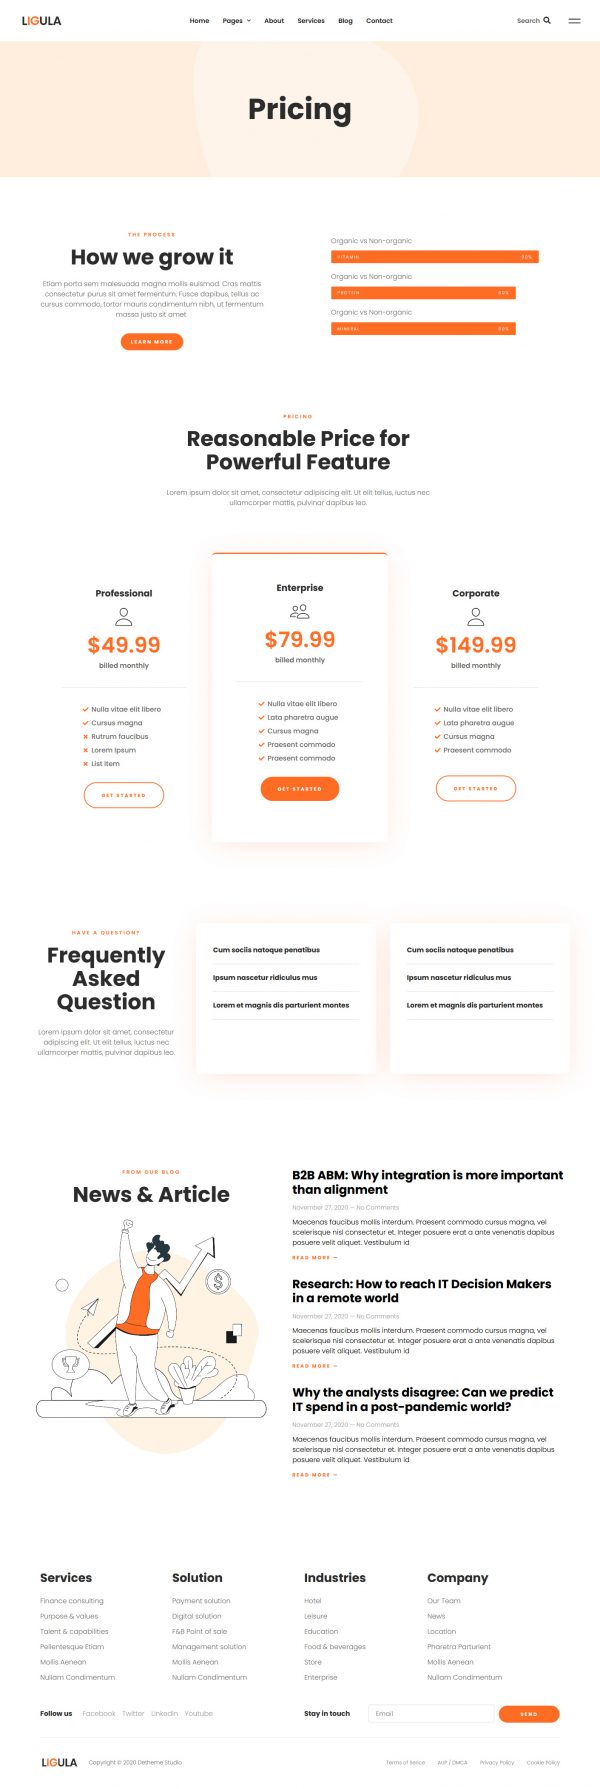 LIGULA
Home Pages About Services Blog Contact
Search
Pricing
THE PROCESS
How we grow it
Etiam porta sem malesuada magna mollis euismod. Cras mattis
consectetur purus sit amet fermentum. Fusce dapibus, tellus ac
cursus commodo, tortor mauris condimentum nibh, ut fermentum
massa justo sit amet
LEARN MORE
Organic vs Non-organic
VITAMIN 90%
Organic vs Non-organic
PROTEIN 80%
Organic vs Non-organic
MINERAL 80%
PRICING
Reasonable Price for
Powerful Feature
Lorem ipsum dolor sit amet, consectetur adipiscing elit. Ut elit tellus, luctus nec
ullamcorper mattis, pulvinar dapibus leo.
Professional
$49.99
billed monthly
Nulla vitae elit libero
Cursus magna
Rutrum faucibus
Lorem Ipsum
List Item
GET STARTED
Enterprise
$79.99
billed monthly
Nulla vitae elit libero
Lata pharetra augue
Cursus magna
Praesent commodo
Praesent commodo
GET STARTED
Corporate
$149.99
billed monthly
Nulla vitae elit libero
Lata pharetra augue
Cursus magna
Praesent commodo
GET STARTED
HAVE A QUESTION?
Frequently
Asked
Question
Lorem ipsum dolor sit amet, consectetur
adipiscing elit. Ut elit tellus, luctus nec
ullamcorper mattis, pulvinar dapibus leo.
Cum sociis natoque penatibus
Ipsum nascetur ridiculus mus
Lorem et magnis dis parturient montes
Cum sociis natoque penatibus
Ipsum nascetur ridiculus mus
Lorem et magnis dis parturient montes
FROM OUR BLOG
News & Article
$
B2B ABM: Why integration is more important
than alignment
November 27, 2020 — No Comments
Maecenas faucibus mollis interdum. Praesent commodo cursus magna, vel
scelerisque nisl consectetur et. Integer posuere erat a ante venenatis dapibus
posuere velit aliquet. Vestibulum id
READ MORE →
Research: How to reach IT Decision Makers
in a remote world
November 27, 2020 — No Comments
Maecenas faucibus mollis interdum. Praesent commodo cursus magna, vel
scelerisque nisl consectetur et. Integer posuere erat a ante venenatis dapibus
posuere velit aliquet. Vestibulum id
READ MORE →
Why the analysts disagree: Can we predict
IT spend in a post-pandemic world?
November 27, 2020 — No Comments
Maecenas faucibus mollis interdum. Praesent commodo cursus magna, vel
scelerisque nisl consectetur et. Integer posuere erat a ante venenatis dapibus
posuere velit aliquet. Vestibulum id
READ MORE →
Services
Finance consulting
Purpose & values
Talent & capabilities
Pellentesque Etiam
Mollis Aenean
Nullam Condimentum
Solution
Payment solution
Digital solution
F&B Point of sale
Management solution
Mollis Aenean
Nullam Condimentum
Industries
Hotel
Leisure
Education
Food & beverages
Store
Enterprise
Company
Our Team
News
Location
Pharetra Parturient
Mollis Aenean
Nullam Condimentum
Follow us Facebook Twitter LinkedIn Youtube
Stay in touch Email SEND
LIGULA Copyright © 2020 Detheme Studio
Terms of Serice AUP / DMCA Privacy Policy Cookie Policy